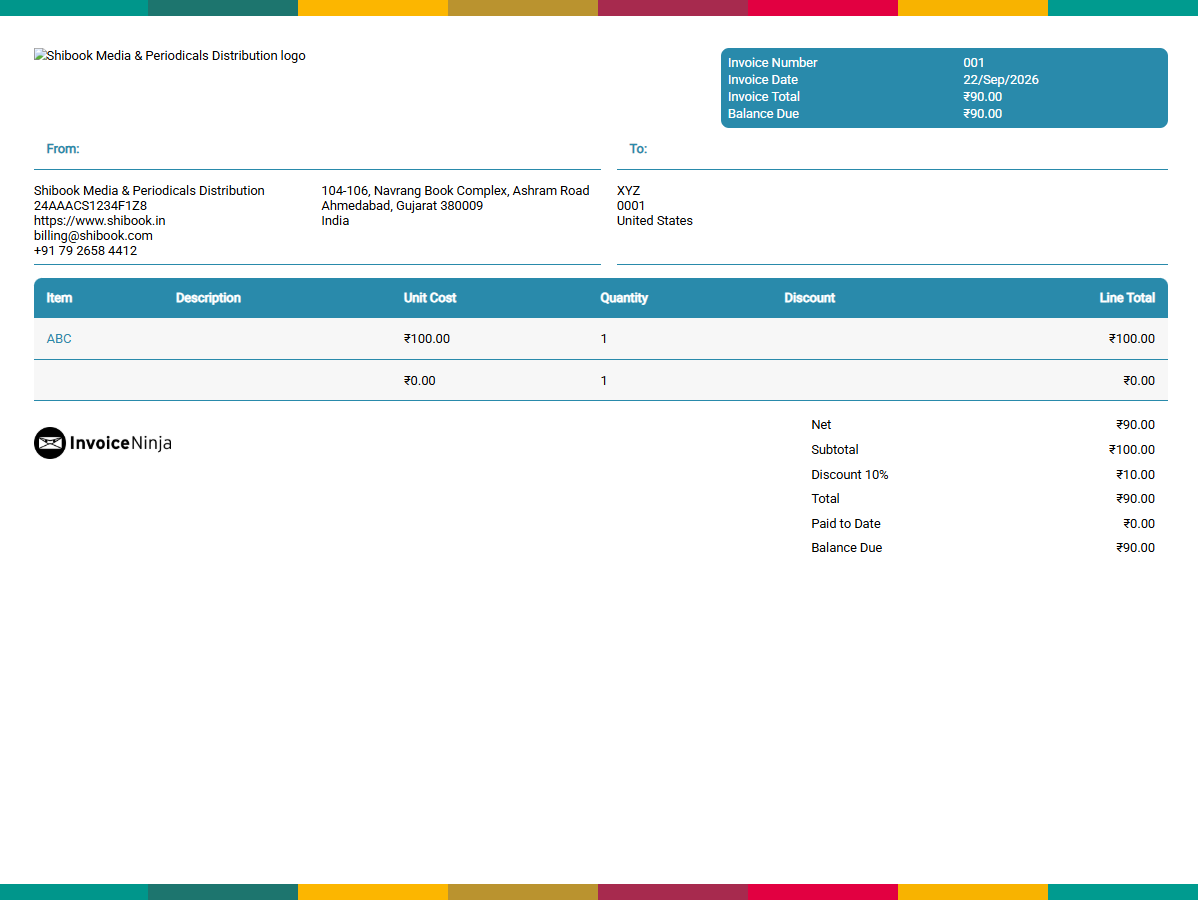 Shibook Media & Periodicals Distribution logo
Invoice Number 001
Invoice Date 22/Sep/2026
Invoice Total ₹90.00
Balance Due ₹90.00
From:
Shibook Media & Periodicals Distribution
24AAACS1234F1Z8
https://www.shibook.in
billing@shibook.com
+91 79 2658 4412
104-106, Navrang Book Complex, Ashram Road
Ahmedabad, Gujarat 380009
India
To:
XYZ
0001
United States
Item Description Unit Cost Quantity Discount Line Total
ABC ₹100.00 1 ₹100.00
₹0.00 1 ₹0.00
InvoiceNinja
Net ₹90.00
Subtotal ₹100.00
Discount 10% ₹10.00
Total ₹90.00
Paid to Date ₹0.00
Balance Due ₹90.00